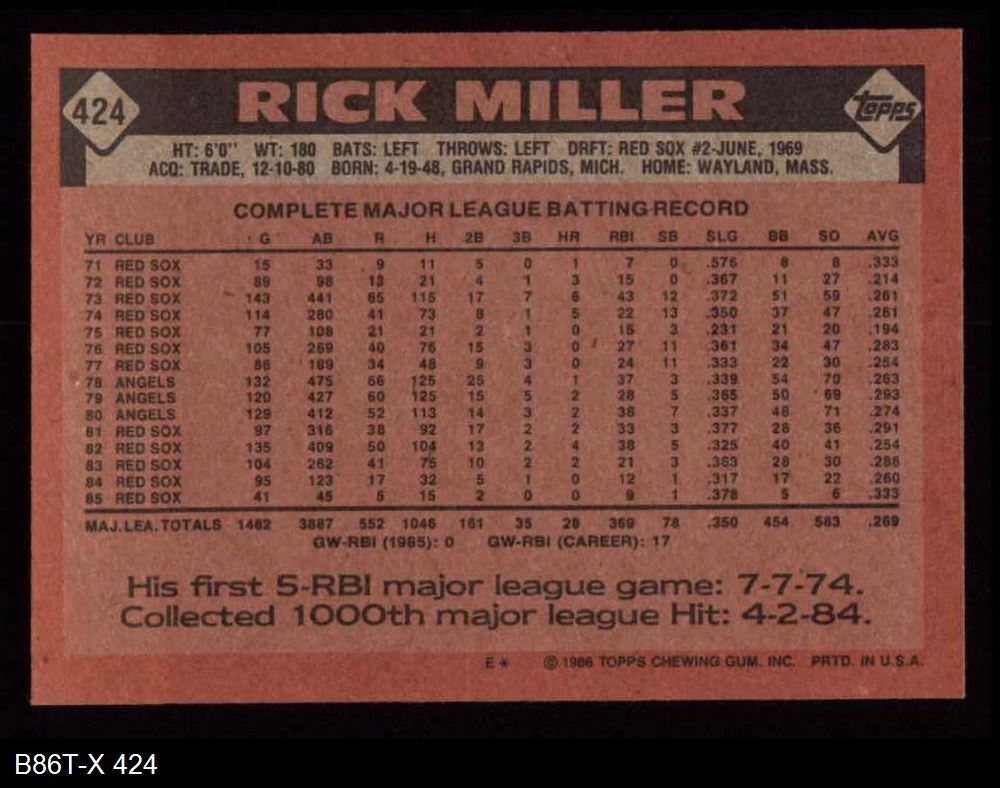 424
RICK MILLER
TOPPS
HT: 6'0" WT: 180 BATS: LEFT THROWS: LEFT DRFT: RED SOX #2-JUNE, 1969
ACQ: TRADE, 12-10-80 BORN: 4-19-48, GRAND RAPIDS, MICH. HOME: WAYLAND, MASS.
COMPLETE MAJOR LEAGUE BATTING RECORD
YR CLUB G AB R H 2B 3B HR RBI SB SLG BB SO AVG
71 RED SOX 15 33 9 11 5 0 1 7 0 .576 8 8 .333
72 RED SOX 89 98 13 21 4 1 3 15 0 .367 11 27 .214
73 RED SOX 143 441 65 115 17 7 6 43 12 .372 51 59 .261
74 RED SOX 114 280 41 73 8 1 5 22 13 .350 37 47 .261
75 RED SOX 77 108 21 21 2 1 0 15 3 .231 21 20 .194
76 RED SOX 105 269 40 76 15 3 0 27 11 .361 34 47 .283
77 RED SOX 86 189 34 48 9 3 0 24 11 .333 22 30 .254
78 ANGELS 132 475 66 125 25 4 1 37 3 .339 54 70 .263
79 ANGELS 120 427 60 125 15 5 2 28 5 .365 50 69 .293
80 ANGELS 129 412 52 113 14 3 2 38 7 .337 48 71 .274
81 RED SOX 97 316 38 92 17 2 2 33 3 .377 28 36 .291
82 RED SOX 135 409 50 104 13 2 4 38 5 .325 40 41 .254
83 RED SOX 104 262 41 75 10 2 2 21 3 .363 28 30 .286
84 RED SOX 95 123 17 32 5 1 0 12 1 .317 17 22 .260
85 RED SOX 41 45 5 15 2 0 0 9 1 .378 5 6 .333
MAJ. LEA. TOTALS 1482 3887 552 1046 161 35 28 369 78 .350 454 583 .269
GW-RBI (1985): 0 GW-RBI (CAREER): 17
His first 5-RBI major league game: 7-7-74.
Collected 1000th major league Hit: 4-2-84.
E* © 1986 TOPPS CHEWING GUM, INC. PRTD. IN U.S.A.
B86T-X 424